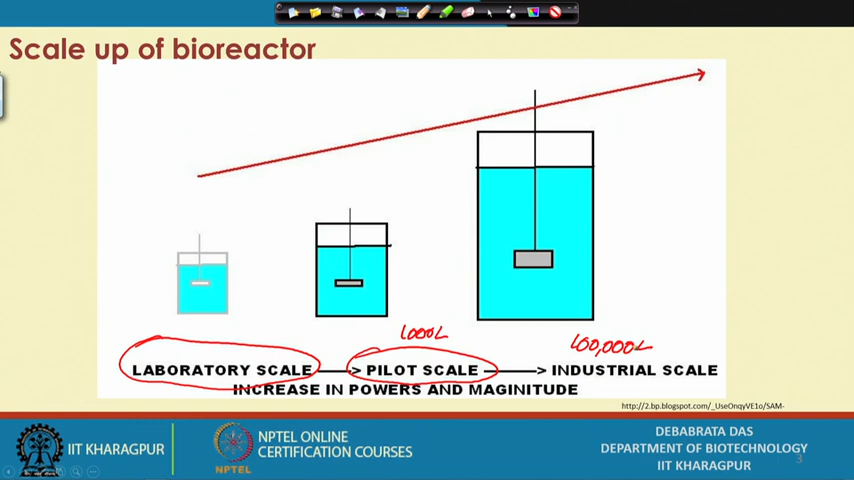 Scale up of bioreactor
1000L
100,000L
LABORATORY SCALE > PILOT SCALE > INDUSTRIAL SCALE
INCREASE IN POWERS AND MAGINITUDE
http://2.bp.blogspot.com/_UseOnqyVE1o/SAM-
IIT KHARAGPUR
NPTEL
NPTEL ONLINE
CERTIFICATION COURSES
DEBABRATA DAS
DEPARTMENT OF BIOTECHNOLOGY
IIT KHARAGPUR
3